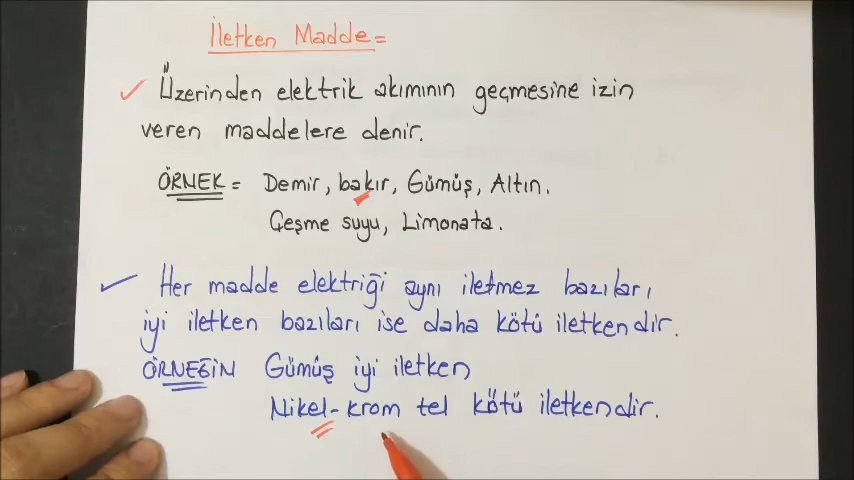 İletken Madde =
Üzerinden elektrik akımının geçmesine izin
veren maddelere denir.
ÖRNEK = Demir, bakır, Gümüş, Altın.
Çeşme suyu, Limonata.
Her madde elektriği aynı iletmez bazıları
iyi iletken bazıları ise daha kötü iletkendir.
ÖRNEĞİN Gümüş iyi iletken
Nikel-krom tel kötü iletkendir.